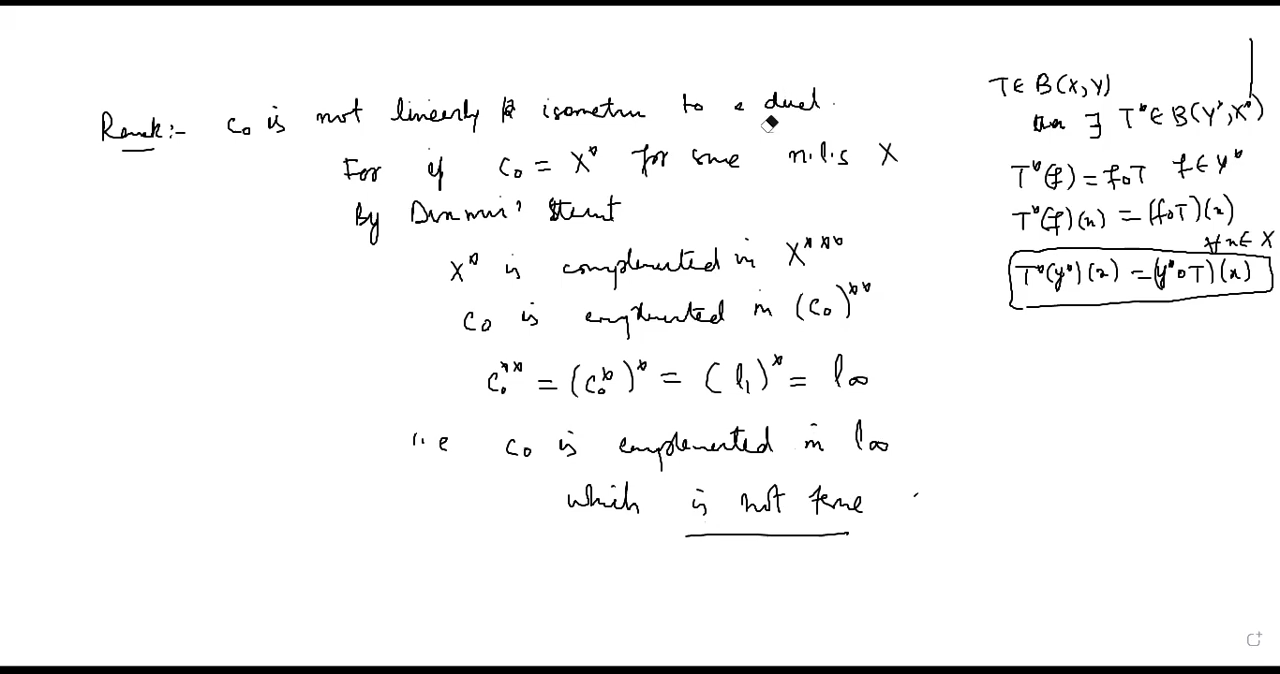 Remark:- c₀ is not linearly isometric to a dual.
For if c₀ = X* for some n.l.s X
By Dixmier's
X* is complemented in X***
c₀ is complemented in (c₀)**
c₀** = (c₀*)* = (l₁)* = l∞
i.e c₀ is complemented in l∞
which is not true
T ∈ B(X,Y)
then ∃ T* ∈ B(Y*,X*)
T*(f) = f∘T f ∈ Y*
T*(f)(x) = (f∘T)(x)
∀ x ∈ X
T*(y*)(x) = (y*∘T)(x)